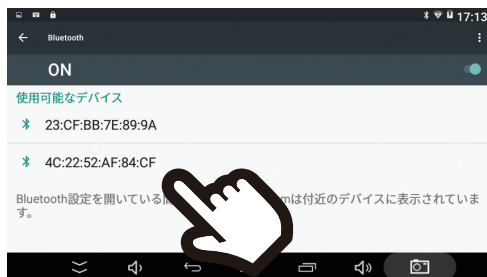 17:13
Bluetooth
ON
使用可能なデバイス
23:CF:BB:7E:89:9A
4C:22:52:AF:84:CF
Bluetooth設定を開いている mは付近のデバイスに表示されていま
す。